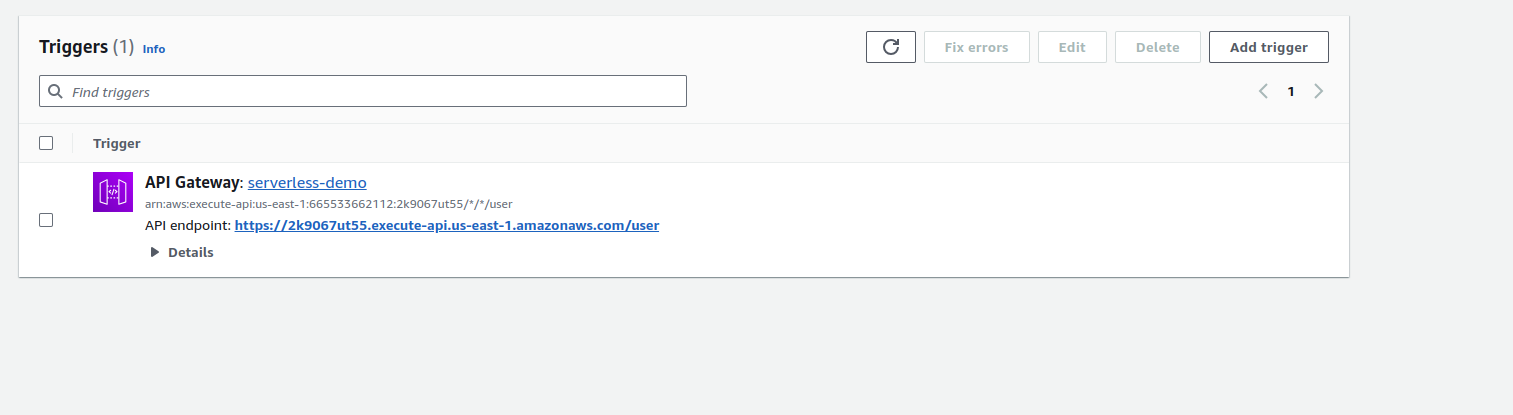 Triggers (1) Info
Fix errors Edit Delete Add trigger
Find triggers
1
Trigger
API Gateway: serverless-demo
arn:aws:execute-api:us-east-1:665533662112:2k9067ut55/*/*/user
API endpoint: https://2k9067ut55.execute-api.us-east-1.amazonaws.com/user
Details